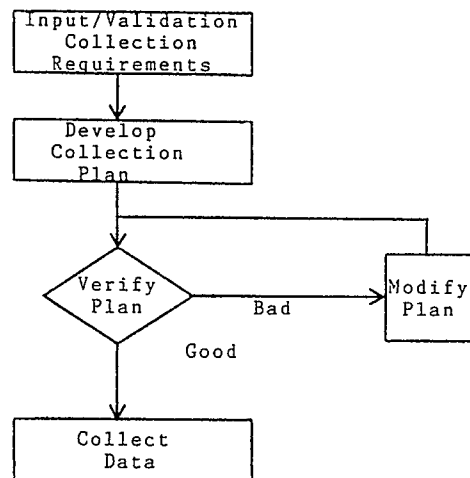 Input/Validation
Collection
Requirements
Develop
Collection
Plan
Verify
Plan
Bad
Modify
Plan
Good
Collect
Data